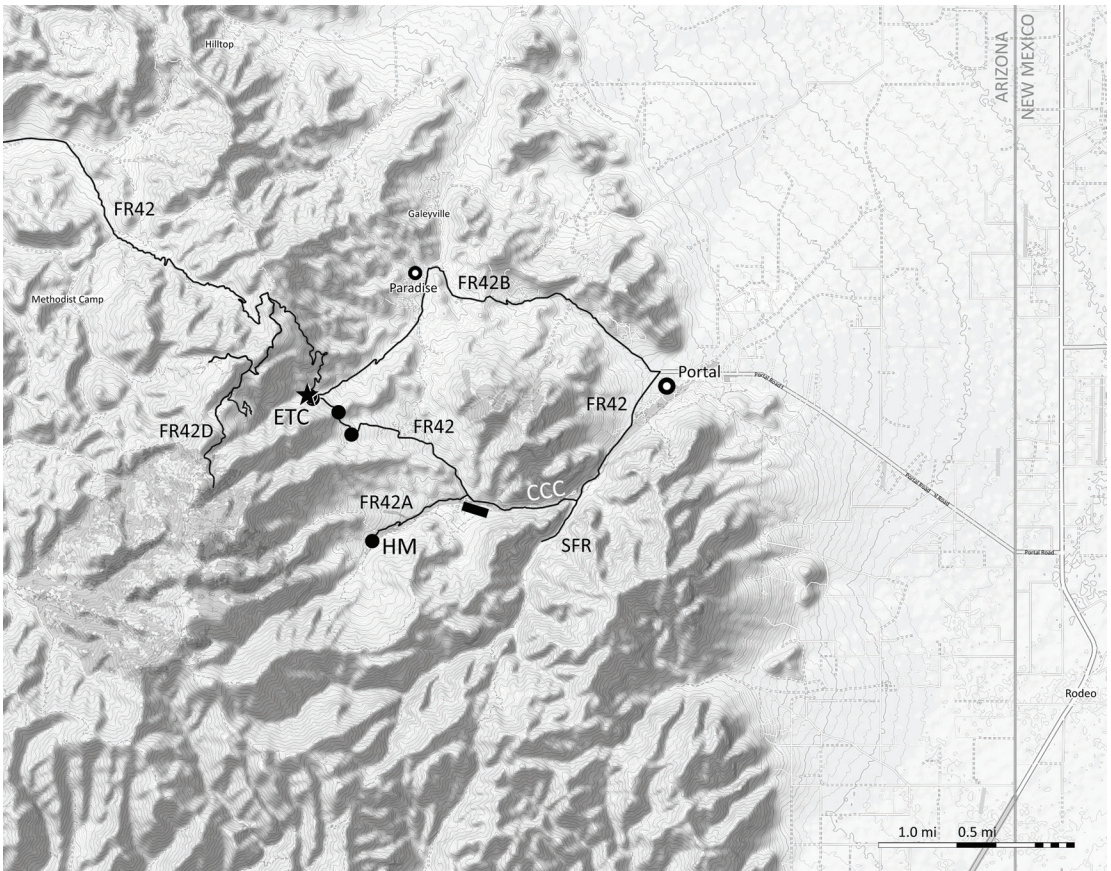 Hilltop
ARIZONA
NEW MEXICO
FR42
Galeyville
Paradise
FR42B
Methodist Camp
Portal
ETC
FR42D
FR42
FR42
CCC
FR42A
HM
SFR
Portal Road
Rodeo
1.0 mi
0.5 mi